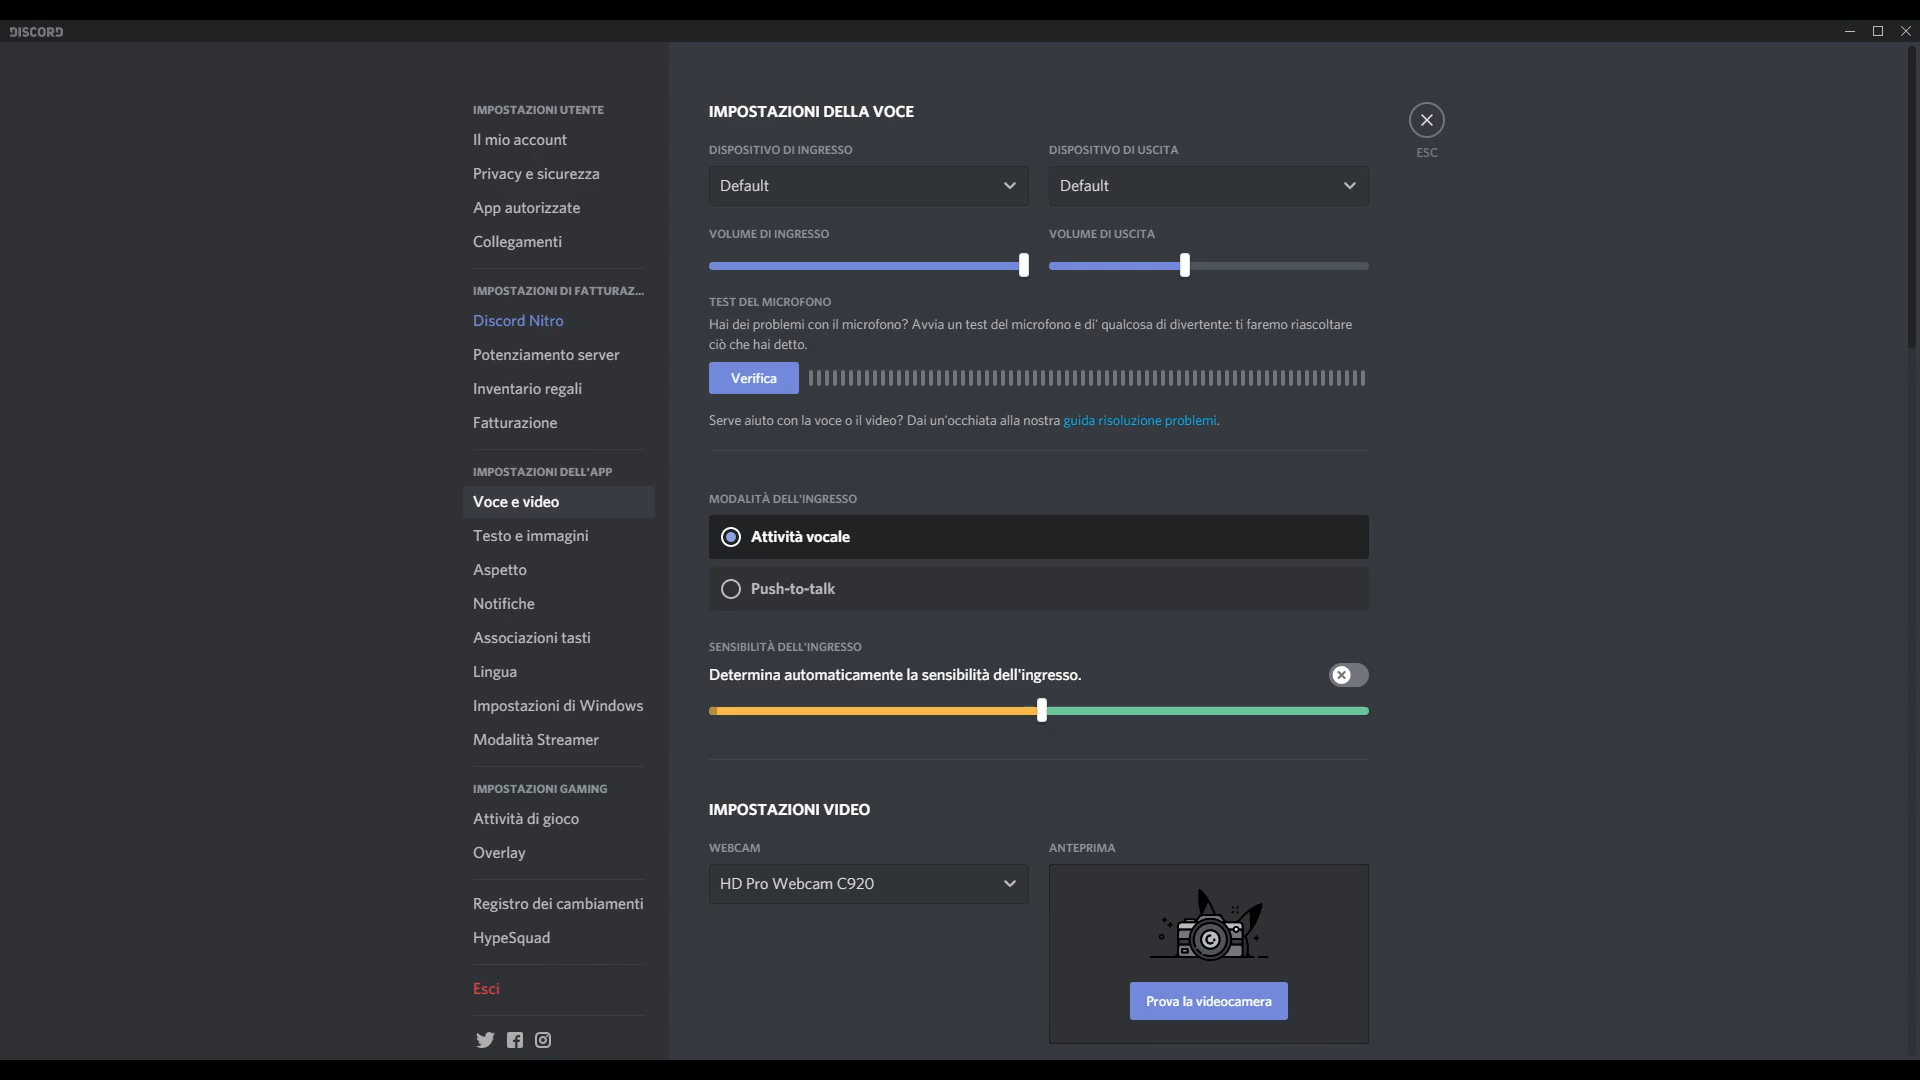 DISCORD
IMPOSTAZIONI UTENTE
Il mio account
Privacy e sicurezza
App autorizzate
Collegamenti
IMPOSTAZIONI DI FATTURAZ...
Discord Nitro
Potenziamento server
Inventario regali
Fatturazione
IMPOSTAZIONI DELL'APP
Voce e video
Testo e immagini
Aspetto
Notifiche
Associazioni tasti
Lingua
Impostazioni di Windows
Modalità Streamer
IMPOSTAZIONI GAMING
Attività di gioco
Overlay
Registro dei cambiamenti
HypeSquad
Esci
IMPOSTAZIONI DELLA VOCE
ESC
DISPOSITIVO DI INGRESSO
DISPOSITIVO DI USCITA
Default
Default
VOLUME DI INGRESSO
VOLUME DI USCITA
TEST DEL MICROFONO
Hai dei problemi con il microfono? Avvia un test del microfono e di' qualcosa di divertente: ti faremo riascoltare
ciò che hai detto.
Verifica
Serve aiuto con la voce o il video? Dai un'occhiata alla nostra guida risoluzione problemi.
MODALITÀ DELL'INGRESSO
Attività vocale
Push-to-talk
SENSIBILITÀ DELL'INGRESSO
Determina automaticamente la sensibilità dell'ingresso.
IMPOSTAZIONI VIDEO
WEBCAM
ANTEPRIMA
HD Pro Webcam C920
Prova la videocamera